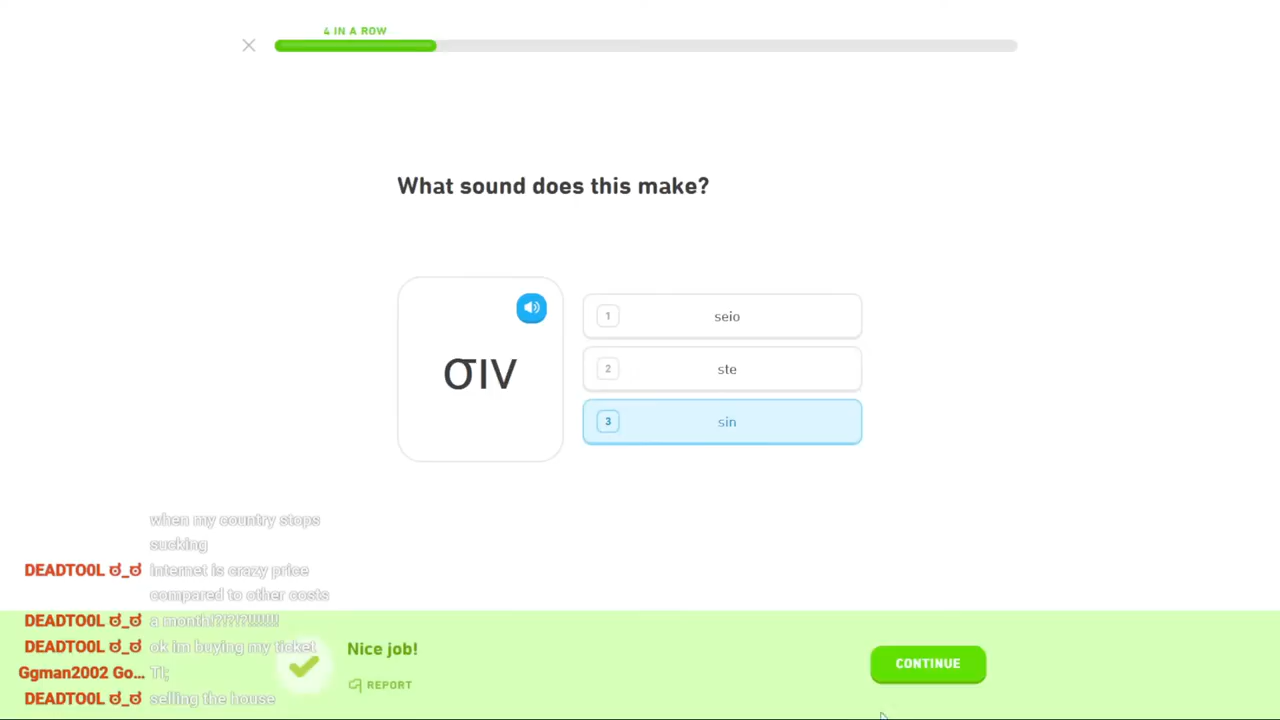 4 IN A ROW
What sound does this make?
σιν
1 seio
2 ste
3 sin
when my country stops
sucking
DEADTOOL ಠ_ಠ internet is crazy price
compared to other costs
DEADTOOL ಠ_ಠ a month!?!?!?!!!!!!!
DEADTOOL ಠ_ಠ ok im buying my ticket
Ggman2002 Go... T1;
DEADTOOL ಠ_ಠ selling the house
Nice job!
REPORT
CONTINUE